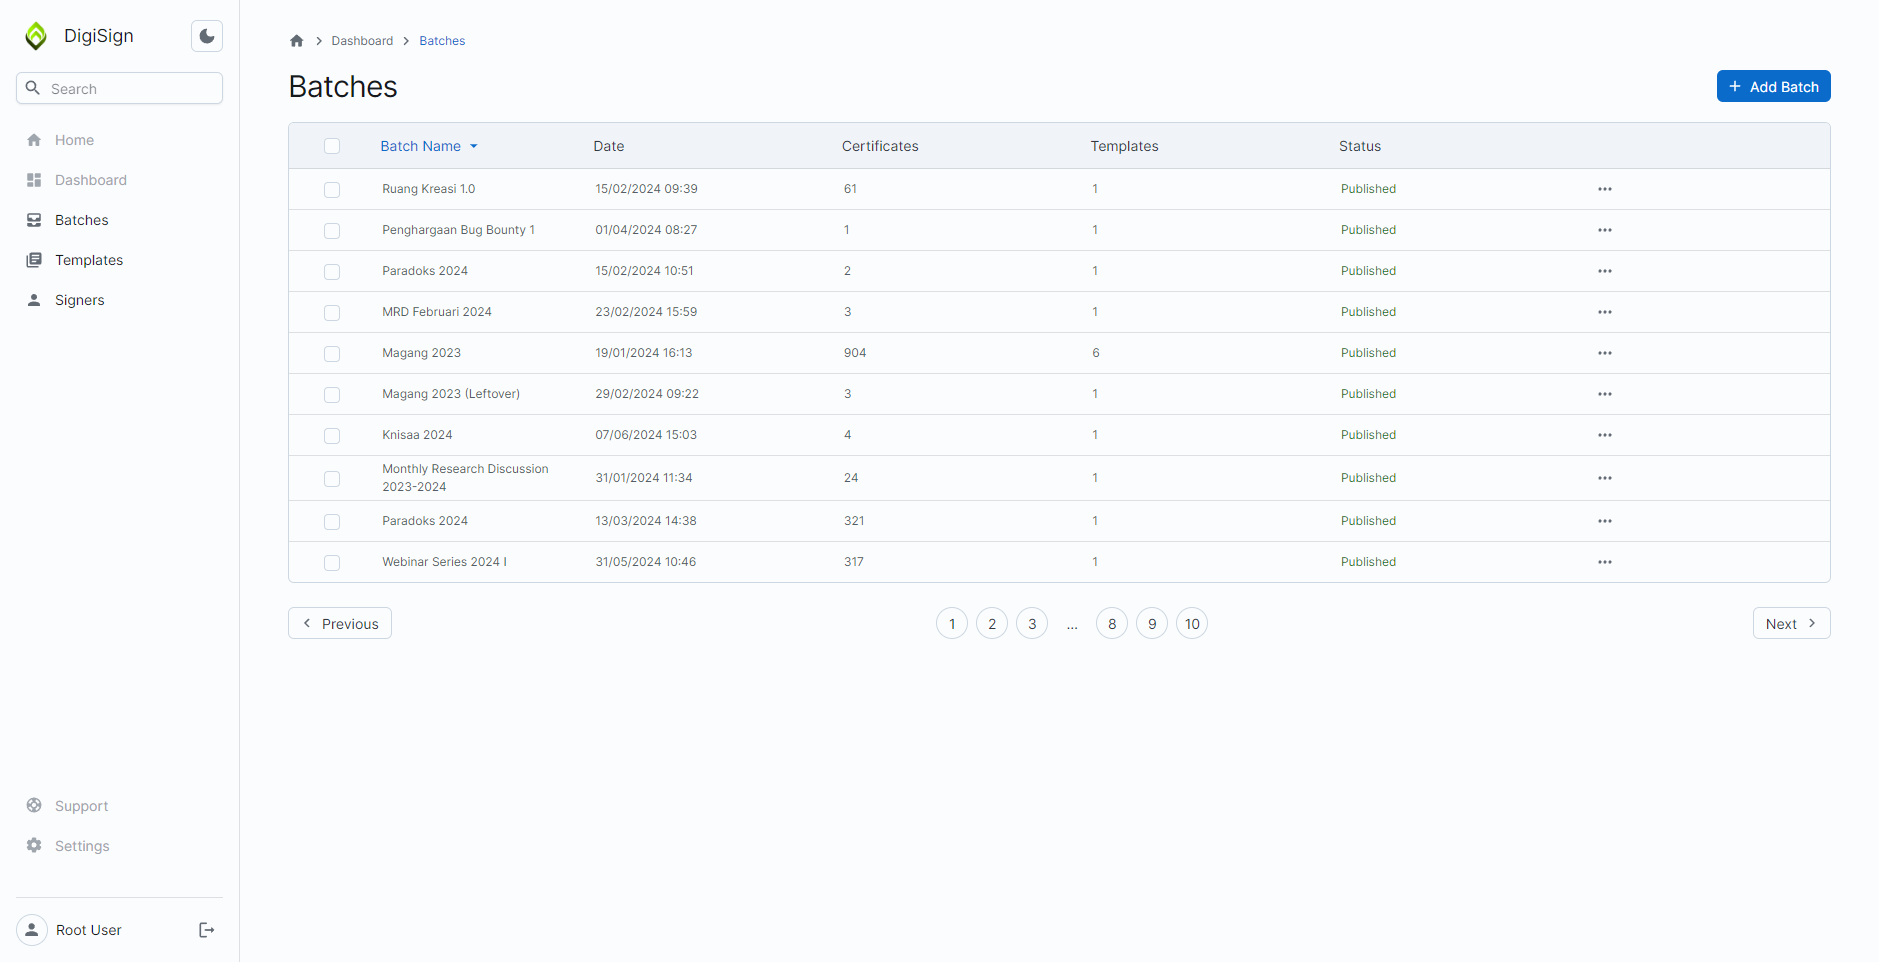 DigiSign
Search
Home
Dashboard
Batches
Templates
Signers
Support
Settings
Root User
Dashboard Batches
Batches
Add Batch
Batch Name Date Certificates Templates Status
Ruang Kreasi 1.0 15/02/2024 09:39 61 1 Published
Penghargaan Bug Bounty 1 01/04/2024 08:27 1 1 Published
Paradoks 2024 15/02/2024 10:51 2 1 Published
MRD Februari 2024 23/02/2024 15:59 3 1 Published
Magang 2023 19/01/2024 16:13 904 6 Published
Magang 2023 (Leftover) 29/02/2024 09:22 3 1 Published
Knisaa 2024 07/06/2024 15:03 4 1 Published
Monthly Research Discussion
2023-2024 31/01/2024 11:34 24 1 Published
Paradoks 2024 13/03/2024 14:38 321 1 Published
Webinar Series 2024 I 31/05/2024 10:46 317 1 Published
Previous 1 2 3 ... 8 9 10 Next